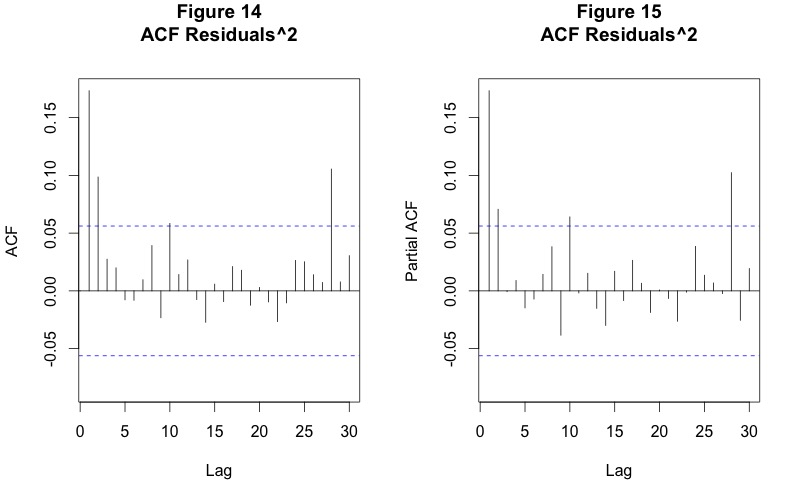 Figure 14
ACF Residuals^2
ACF
0.15
0.10
0.05
0.00
-0.05
0 5 10 15 20 25 30
Lag
Figure 15
ACF Residuals^2
Partial ACF
0.15
0.10
0.05
0.00
-0.05
0 5 10 15 20 25 30
Lag